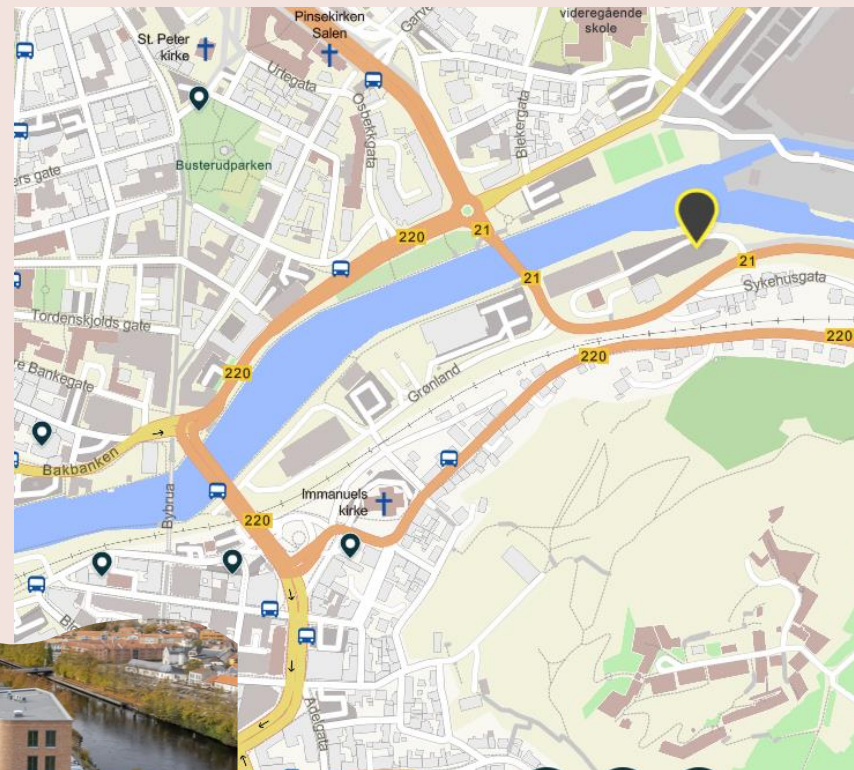 videregående
skole
Pinsekirken
Salen
St. Peter
kirke
Urtegata
Osbekkgata
Blekergata
Busterudparken
ers gate
220
21
21
21
Sykehusgata
Tordenskjolds gate
220
220
220
re Bankegate
Grønland
Bakbanken
Bybrua
Immanuels
kirke
220
Adelgata